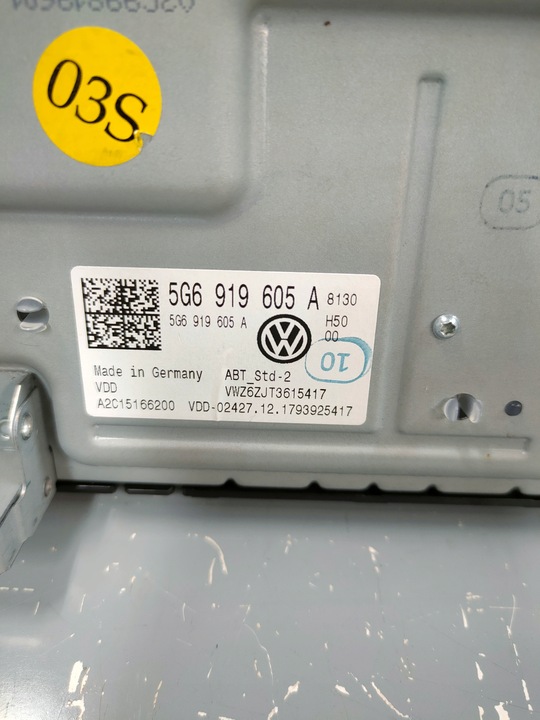 03S
05
5G6 919 605 A 8130
5G6 919 605 A H50
00
10
Made in Germany ABT_Std-2
VDD VWZ6ZJT3615417
A2C15166200 VDD-02427.12.1793925417